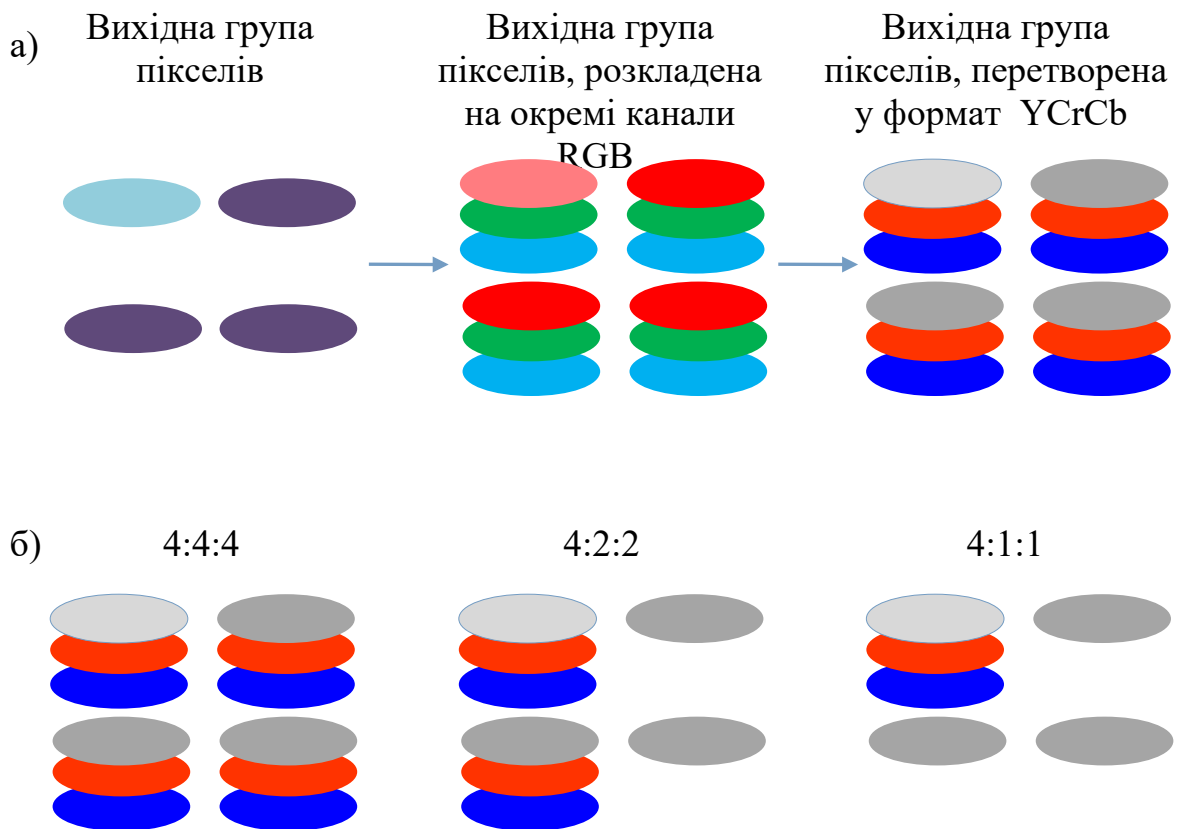 а)
Вихідна група
пікселів
Вихідна група
пікселів, розкладена
на окремі канали
RGB
Вихідна група
пікселів, перетворена
у формат YCrCb
б)
4:4:4
4:2:2
4:1:1